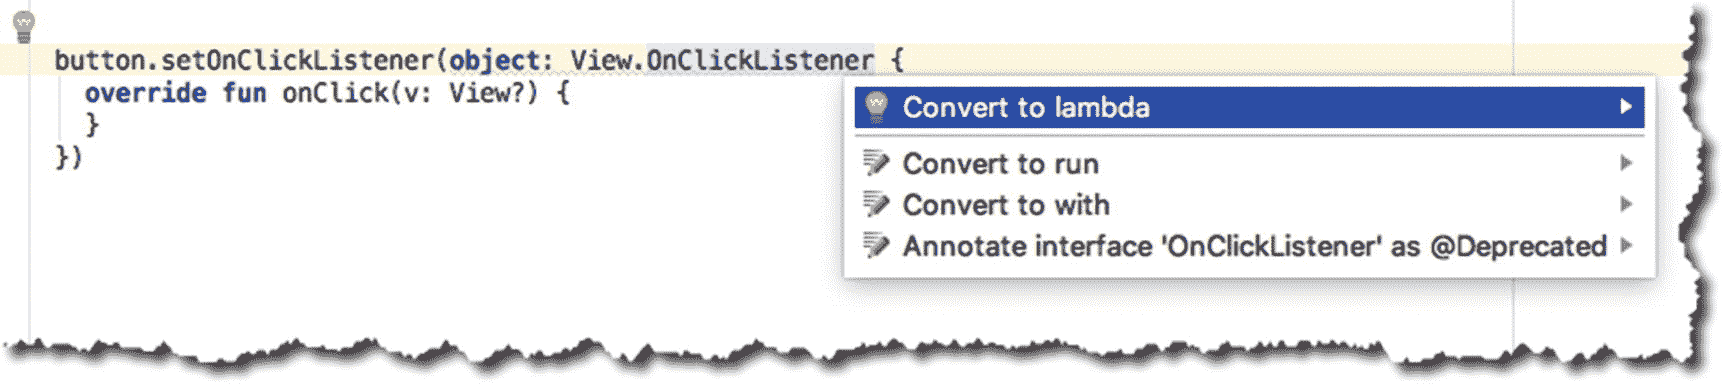 button.setOnClickListener(object: View.OnClickListener {
override fun onClick(v: View?) {
}
})
Convert to lambda
Convert to run
Convert to with
Annotate interface 'OnClickListener' as @Deprecated